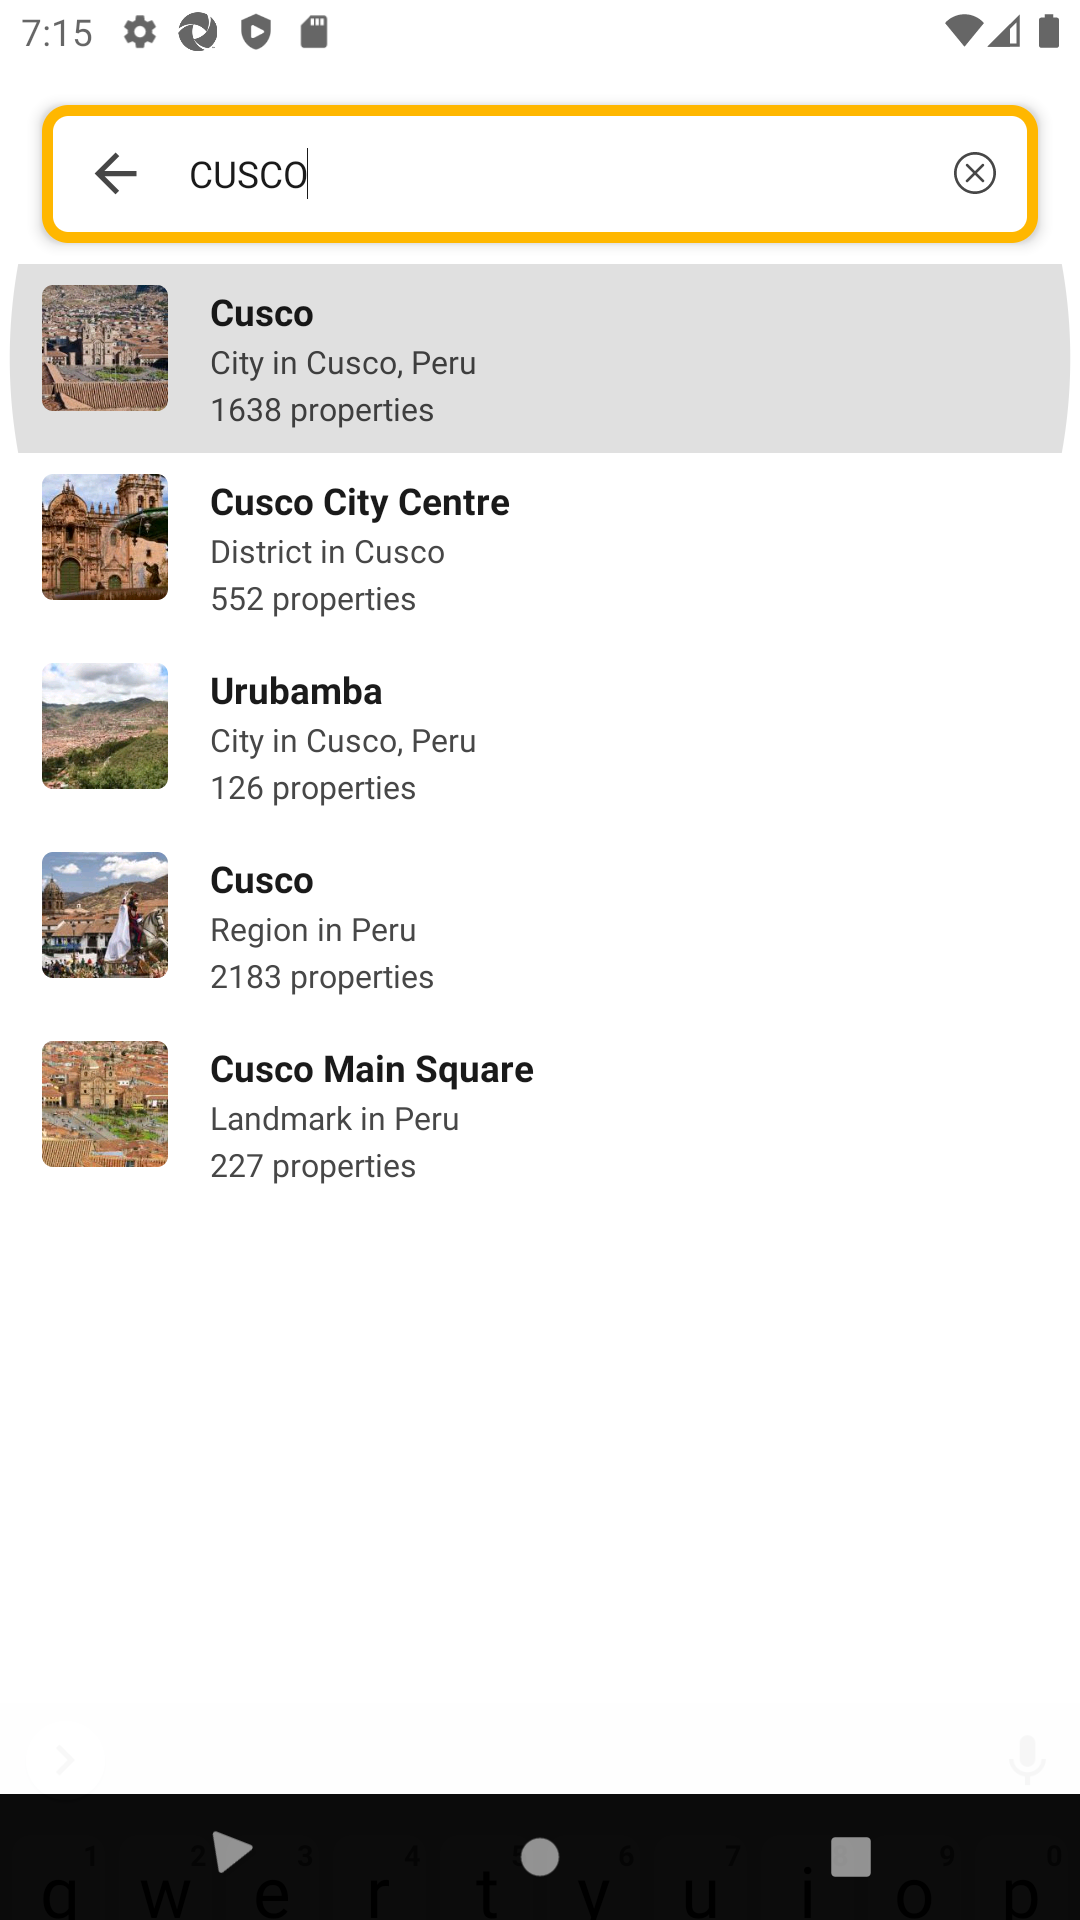 7:15
CUSCO
Cusco
City in Cusco, Peru
1638 properties
Cusco City Centre
District in Cusco
552 properties
Urubamba
City in Cusco, Peru
126 properties
Cusco
Region in Peru
2183 properties
Cusco Main Square
Landmark in Peru
227 properties
1 2 3 4 5 6 7 8 9 0
q w e r t y u i o p